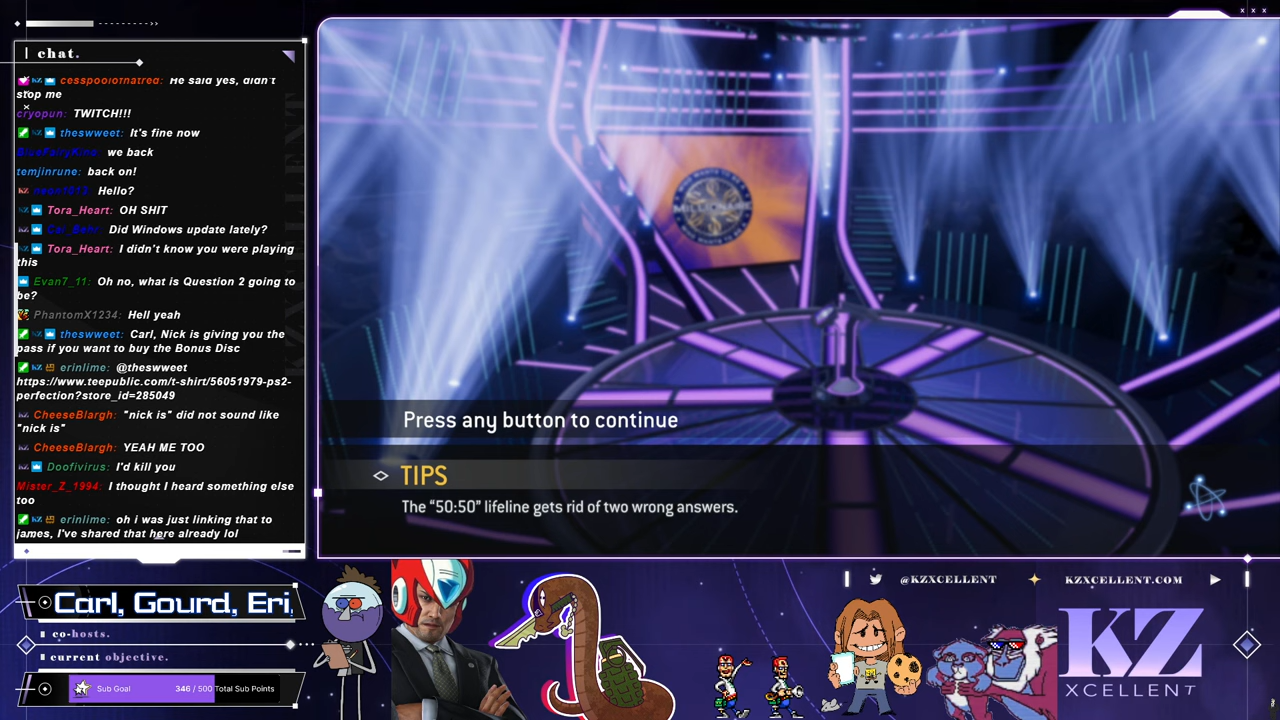 chat.
cesspoolofhatred: He said yes, didn't
stop me
cryopun: TWITCH!!!
theswweet: It's fine now
BlueFairyKind: we back
temjinrune: back on!
Hello?
Tora_Heart: OH SHIT
Did Windows update lately?
Tora_Heart: I didn't know you were playing
this
Evan7_11: Oh no, what is Question 2 going to
be?
PhantomX1234: Hell yeah
theswweet: Carl, Nick is giving you the
pass if you want to buy the Bonus Disc
erinlime: @theswweet
https://www.teepublic.com/t-shirt/56051979-ps2-
perfection?store_id=285049
CheeseBlargh: "nick is" did not sound like
"nick is"
CheeseBlargh: YEAH ME TOO
Doofivirus: I'd kill you
Mister_Z_1994: I thought I heard something else
too
erinlime: oh i was just linking that to
james, I've shared that here already lol
Press any button to continue
TIPS
The "50:50" lifeline gets rid of two wrong answers.
Carl, Gourd, Eri,
co-hosts.
current objective.
Sub Goal 346 / 500 Total Sub Points
@KZXCELLENT
KZXCELLENT.COM
KZ
XCELLENT